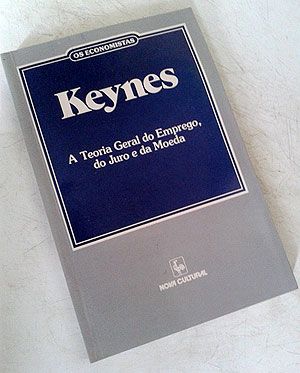 OS ECONOMISTAS
Keynes
A Teoria Geral do Emprego,
do Juro e da Moeda
NOVA CULTURAL